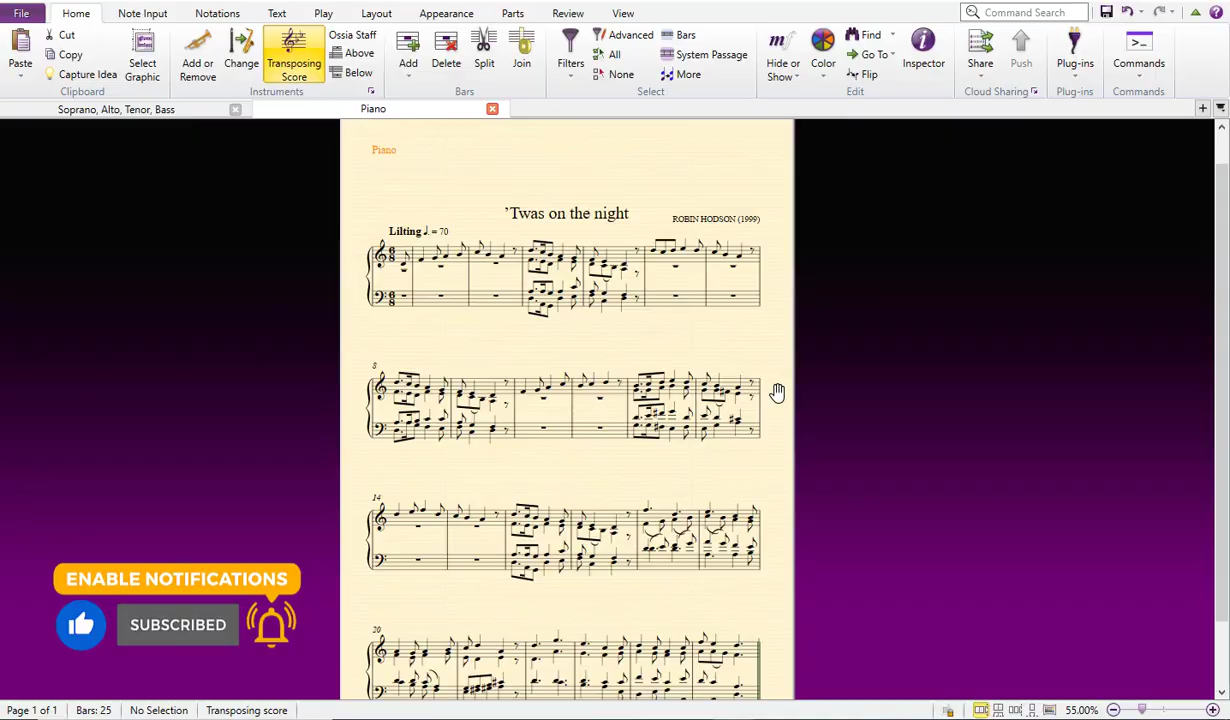 File Home Note Input Notations Text Play Layout Appearance Parts Review View Command Search
Paste Cut Copy Capture Idea Select Graphic Add or Remove Change Transposing Score Ossia Staff Above Below Add Delete Split Join Filters Advanced All None Bars System Passage More Hide or Show Color Find Go To Flip Inspector Share Push Plug-ins Commands
Clipboard Instruments Bars Select Edit Cloud Sharing Plug-ins Commands
Soprano, Alto, Tenor, Bass Piano
Piano
’Twas on the night
ROBIN HODSON (1999)
Lilting ♩. = 70
8
14
20
ENABLE NOTIFICATIONS
SUBSCRIBED
Page 1 of 1 Bars: 25 No Selection Transposing score 55.00%